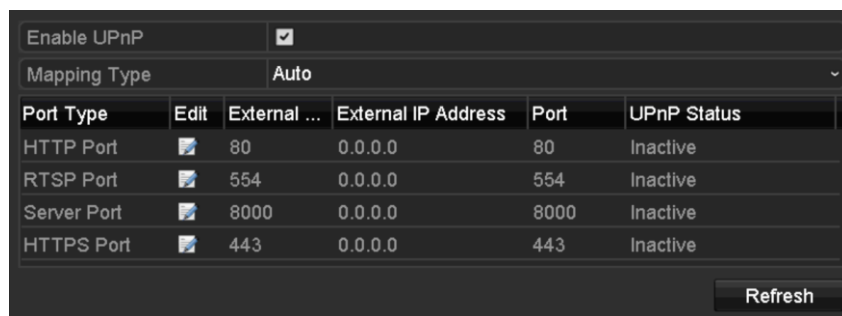 Enable UPnP
Mapping Type Auto
Port Type Edit External ... External IP Address Port UPnP Status
HTTP Port 80 0.0.0.0 80 Inactive
RTSP Port 554 0.0.0.0 554 Inactive
Server Port 8000 0.0.0.0 8000 Inactive
HTTPS Port 443 0.0.0.0 443 Inactive
Refresh